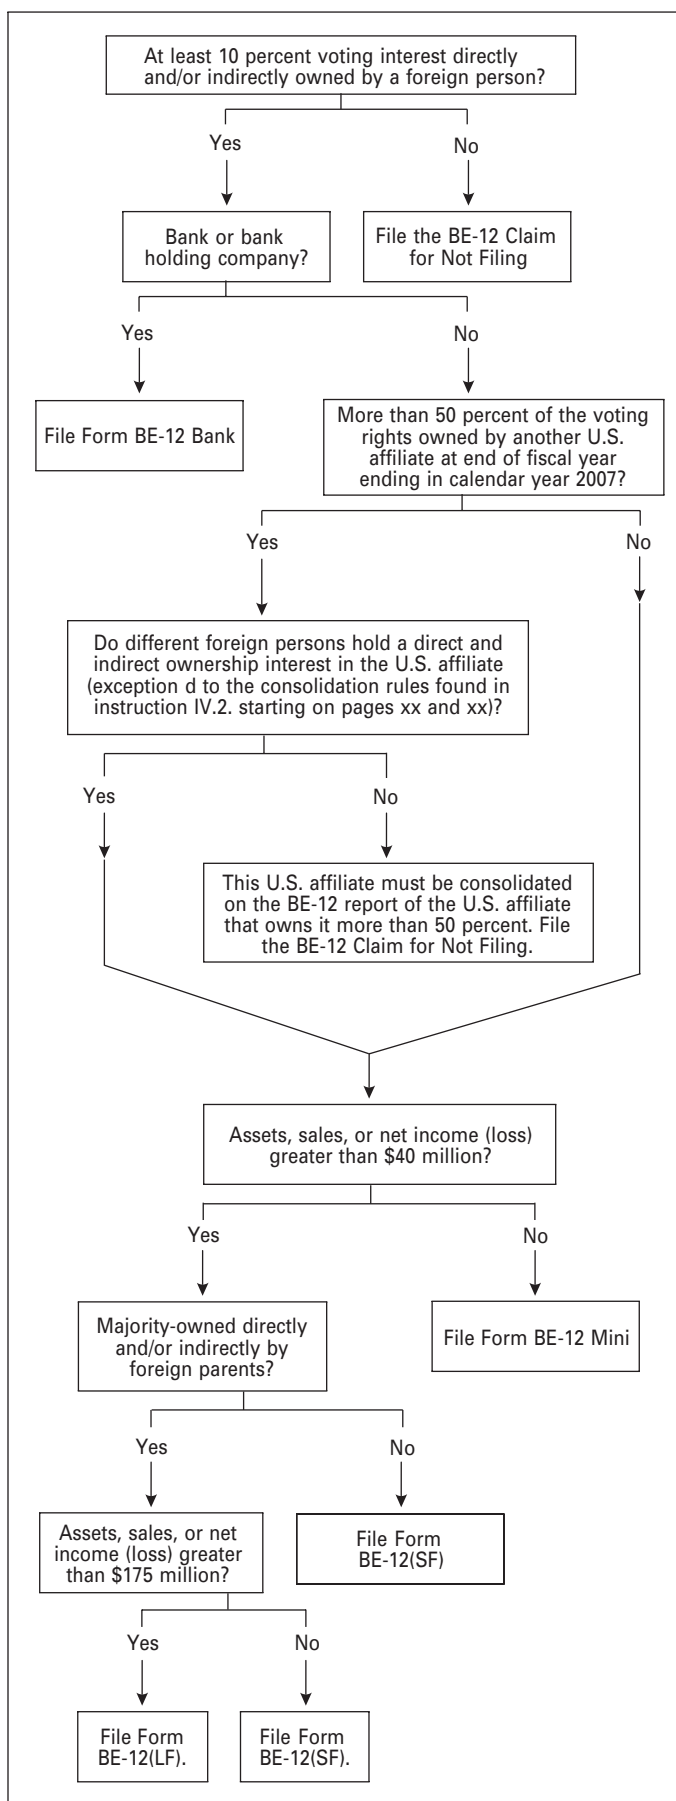 At least 10 percent voting interest directly
and/or indirectly owned by a foreign person?
Yes
No
Bank or bank
holding company?
File the BE-12 Claim
for Not Filing
Yes
No
File Form BE-12 Bank
More than 50 percent of the voting
rights owned by another U.S.
affiliate at end of fiscal year
ending in calendar year 2007?
Yes
No
Do different foreign persons hold a direct and
indirect ownership interest in the U.S. affiliate
(exception d to the consolidation rules found in
instruction IV.2. starting on pages xx and xx)?
Yes
No
This U.S. affiliate must be consolidated
on the BE-12 report of the U.S. affiliate
that owns it more than 50 percent. File
the BE-12 Claim for Not Filing.
Assets, sales, or net income (loss)
greater than $40 million?
Yes
No
Majority-owned directly
and/or indirectly by
foreign parents?
File Form BE-12 Mini
Yes
No
Assets, sales, or net
income (loss) greater
than $175 million?
File Form
BE-12(SF)
Yes
No
File Form
BE-12(LF).
File Form
BE-12(SF).